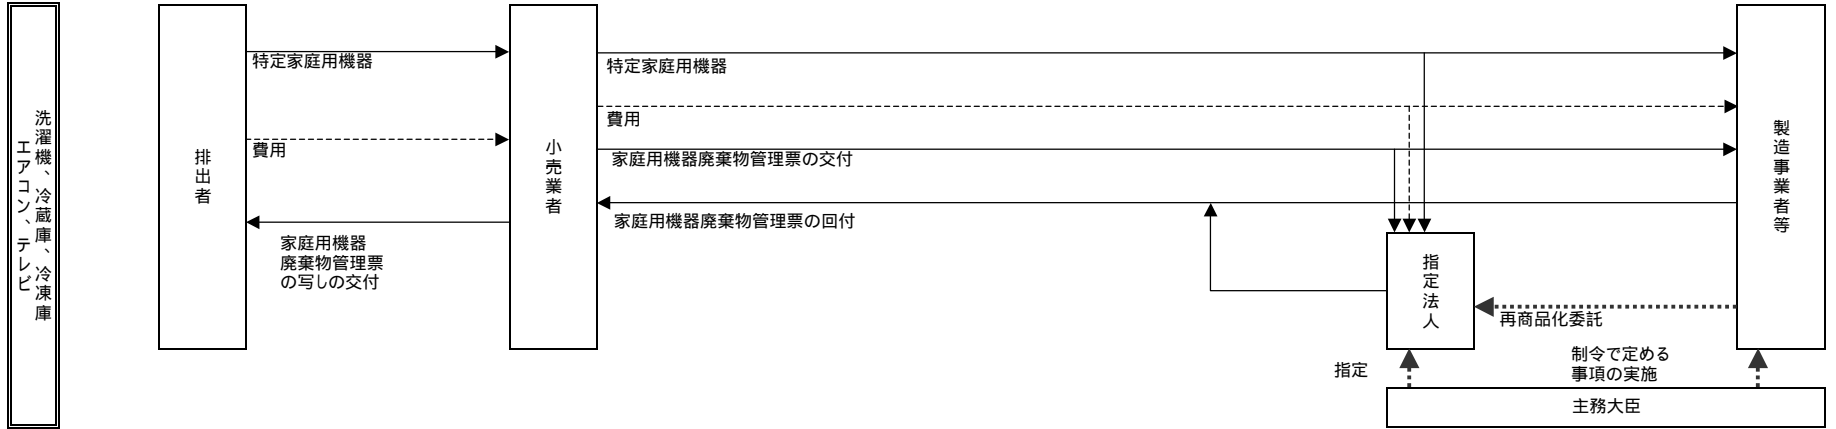 洗濯機、冷蔵庫、冷凍庫
エアコン、テレビ
排出者
特定家庭用機器
費用
家庭用機器
廃棄物管理票
の写しの交付
小売業者
特定家庭用機器
費用
家庭用機器廃棄物管理票の交付
家庭用機器廃棄物管理票の回付
指定法人
再商品化委託
製造事業者等
指定
制令で定める
事項の実施
主務大臣